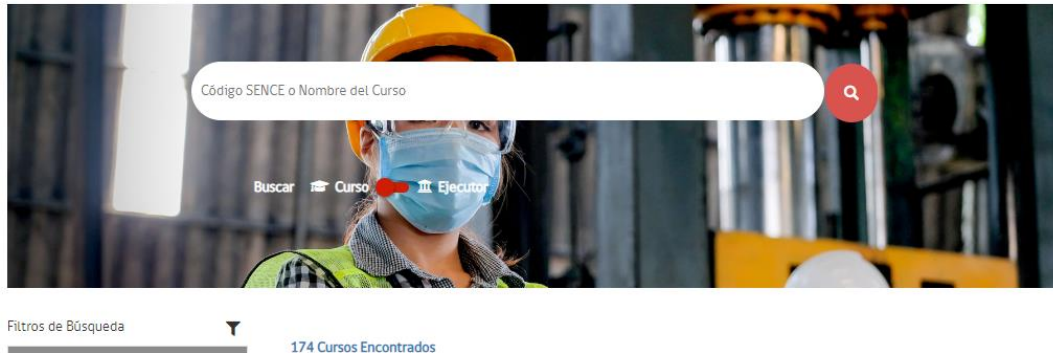 Código SENCE o Nombre del Curso
Buscar Curso Ejecutor
Filtros de Búsqueda
174 Cursos Encontrados